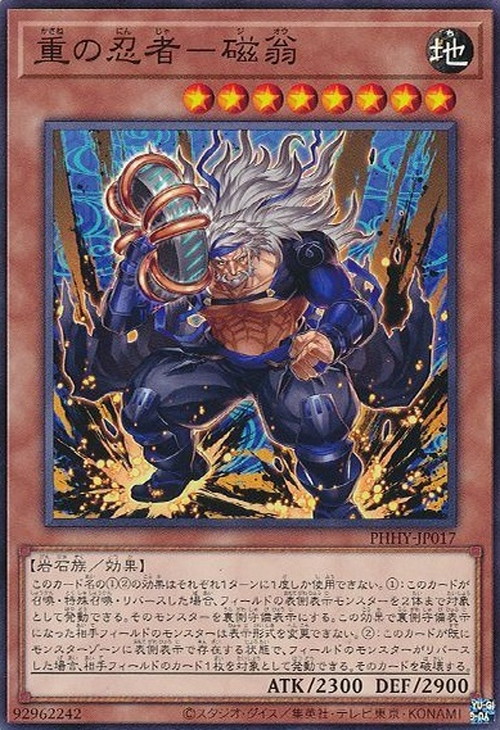 重の忍者－磁翁
地
PHHY-JP017
【岩石族／効果】
このカード名の①②の効果はそれぞれ1ターンに1度しか使用できない。①：このカードが
召喚・特殊召喚・リバースした場合、フィールドの表側表示モンスターを2体まで対象
として発動できる。そのモンスターを裏側守備表示にする。この効果で裏側守備表示
になった相手フィールドのモンスターは表示形式を変更できない。②：このカードが既に
モンスターゾーンに表側表示で存在する状態で、フィールドのモンスターがリバース
した場合、相手フィールドのカード1枚を対象として発動できる。そのカードを破壊する。
ATK/2300 DEF/2900
92962242
©スタジオ・ダイス／集英社・テレビ東京・KONAMI